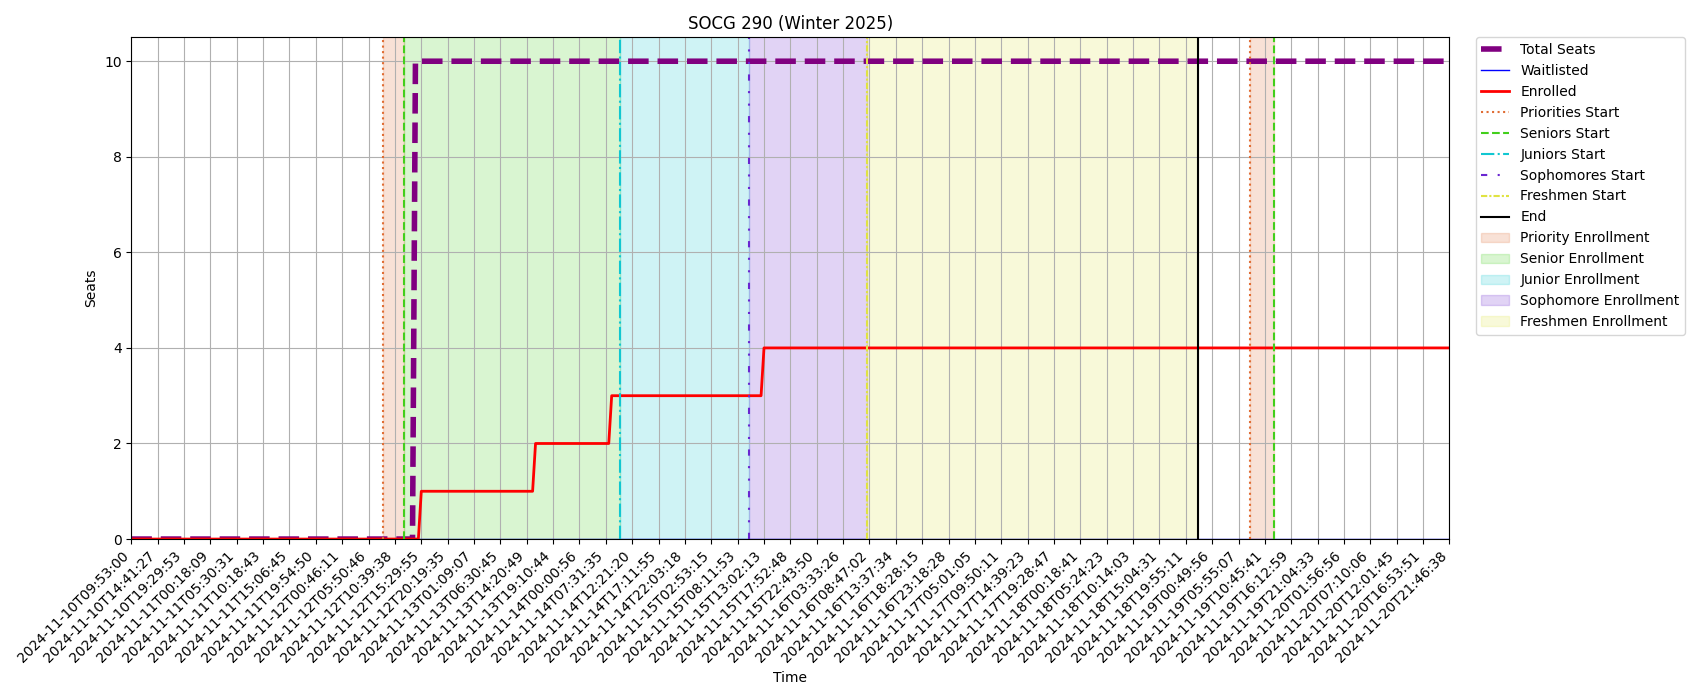 SOCG 290 (Winter 2025)
10
8
6
4
2
0
Seats
2024-11-10T09:53:00
2024-11-10T14:41:27
2024-11-10T19:29:53
2024-11-11T00:18:09
2024-11-11T05:30:31
2024-11-11T10:18:43
2024-11-11T15:06:45
2024-11-11T19:54:50
2024-11-12T00:46:11
2024-11-12T05:50:46
2024-11-12T10:39:38
2024-11-12T15:29:55
2024-11-12T20:19:35
2024-11-13T01:09:07
2024-11-13T06:30:45
2024-11-13T14:20:49
2024-11-13T19:10:44
2024-11-14T00:00:56
2024-11-14T07:31:35
2024-11-14T12:21:20
2024-11-14T17:11:55
2024-11-14T22:03:18
2024-11-15T02:53:15
2024-11-15T08:11:53
2024-11-15T13:02:13
2024-11-15T17:52:48
2024-11-15T22:43:50
2024-11-16T03:33:26
2024-11-16T08:47:02
2024-11-16T13:37:34
2024-11-16T18:28:15
2024-11-16T23:18:28
2024-11-17T05:01:05
2024-11-17T09:50:11
2024-11-17T14:39:23
2024-11-17T19:28:47
2024-11-18T00:18:41
2024-11-18T05:24:23
2024-11-18T10:14:03
2024-11-18T15:04:31
2024-11-18T19:55:11
2024-11-19T00:49:56
2024-11-19T05:55:07
2024-11-19T10:45:41
2024-11-19T16:12:59
2024-11-19T21:04:33
2024-11-20T01:56:56
2024-11-20T07:10:06
2024-11-20T12:01:45
2024-11-20T16:53:51
2024-11-20T21:46:38
Time
Total Seats
Waitlisted
Enrolled
Priorities Start
Seniors Start
Juniors Start
Sophomores Start
Freshmen Start
End
Priority Enrollment
Senior Enrollment
Junior Enrollment
Sophomore Enrollment
Freshmen Enrollment